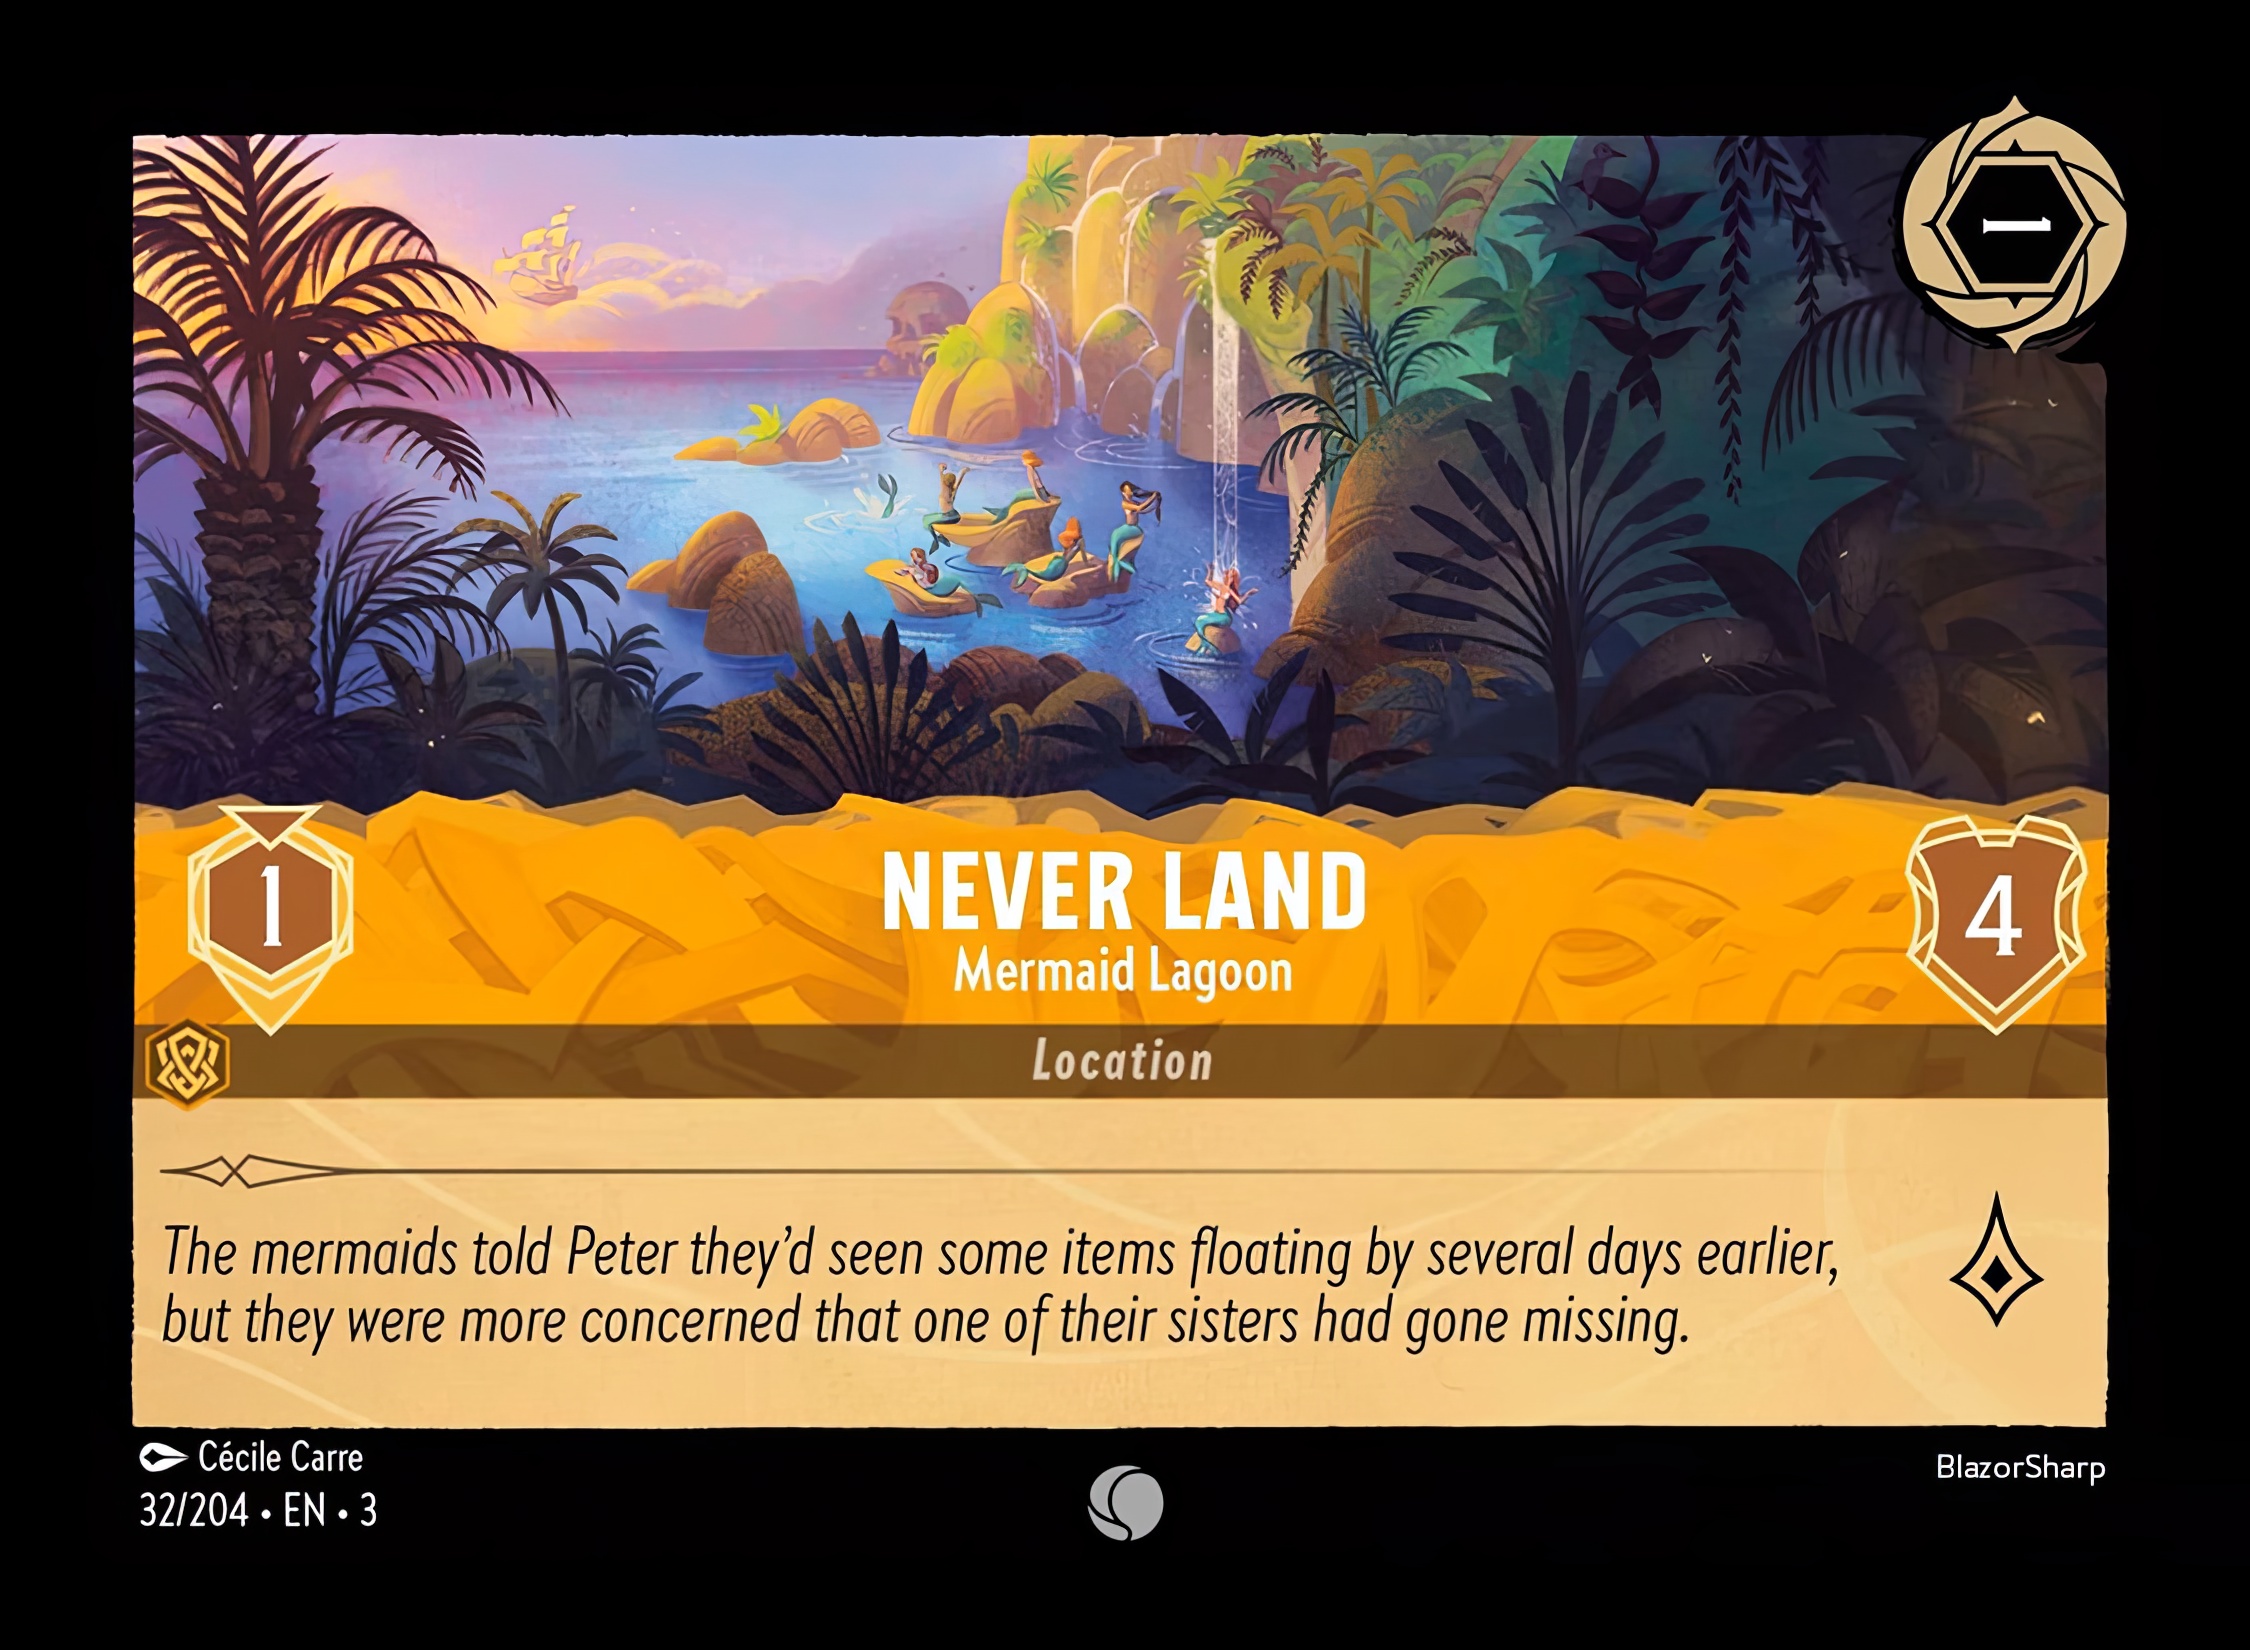 1
1
NEVER LAND
4
Mermaid Lagoon
Location
The mermaids told Peter they’d seen some items floating by several days earlier,
but they were more concerned that one of their sisters had gone missing.
Cécile Carre
BlazorSharp
32/204 • EN • 3